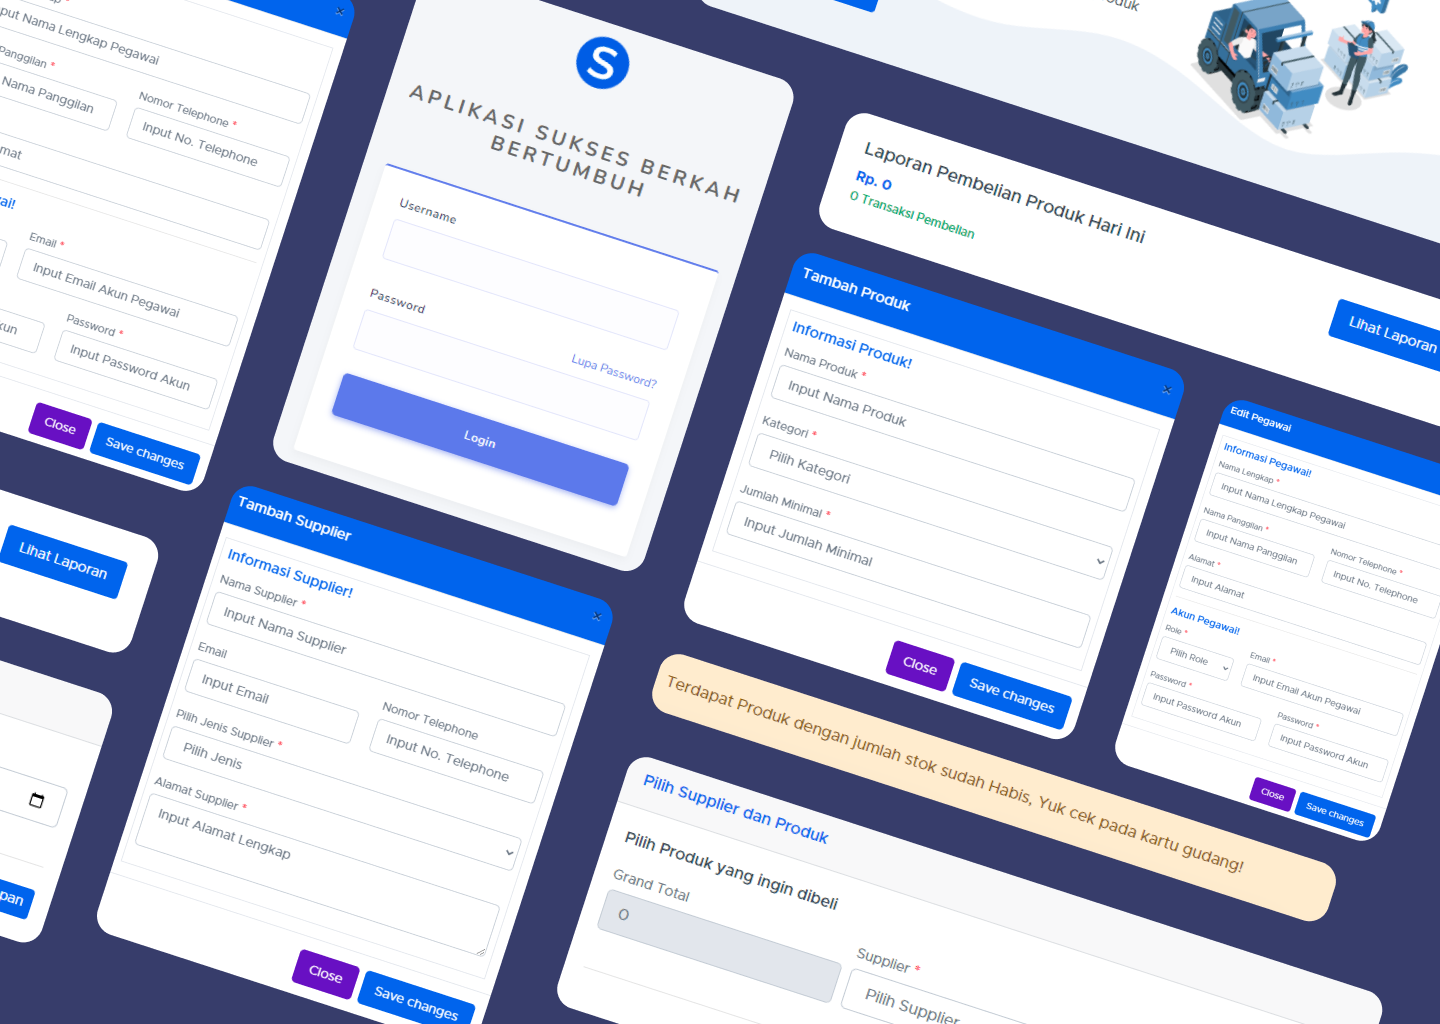 Input Nama Lengkap Pegawai
Panggilan *
Nama Panggilan
Nomor Telephone *
Input No. Telephone
Email *
Input Email Akun Pegawai
Password *
Input Password Akun
Close
Save changes
S
APLIKASI SUKSES BERKAH
BERTUMBUH
Username
Password
Lupa Password?
Login
Laporan Pembelian Produk Hari Ini
Rp. 0
0 Transaksi Pembelian
Lihat Laporan
Tambah Produk
×
Informasi Produk!
Nama Produk *
Input Nama Produk
Kategori *
Pilih Kategori
Jumlah Minimal *
Input Jumlah Minimal
Close
Save changes
Edit Pegawai
Informasi Pegawai!
Nama Lengkap *
Input Nama Lengkap Pegawai
Nama Panggilan *
Input Nama Panggilan
Nomor Telephone *
Input No. Telephone
Alamat *
Input Alamat
Akun Pegawai!
Role *
Pilih Role
Email *
Input Email Akun Pegawai
Password *
Input Password Akun
Password *
Input Password Akun
Close
Save changes
Lihat Laporan
Tambah Supplier
×
Informasi Supplier!
Nama Supplier *
Input Nama Supplier
Email
Input Email
Nomor Telephone
Input No. Telephone
Pilih Jenis Supplier *
Pilih Jenis
Alamat Supplier *
Input Alamat Lengkap
Close
Save changes
Terdapat Produk dengan jumlah stok sudah Habis, Yuk cek pada kartu gudang!
Pilih Supplier dan Produk
Pilih Produk yang ingin dibeli
Grand Total
0
Supplier *
Pilih Supplier